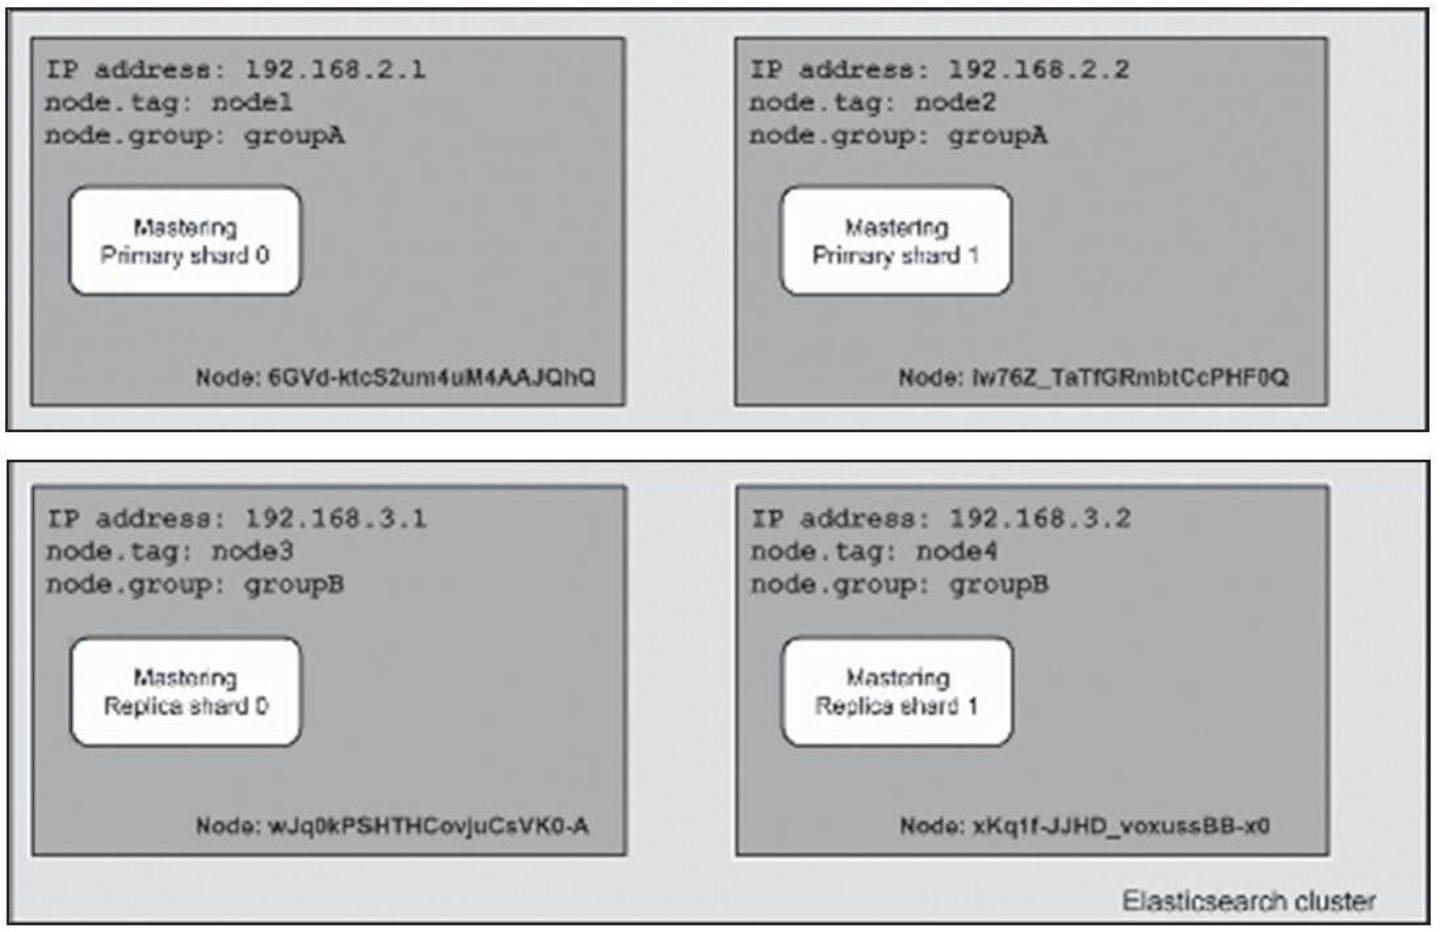 IP address: 192.168.2.1
node.tag: node1
node.group: groupA
Mastering
Primary shard 0
Node: 6GVd-ktcS2um4uM4AAJQhQ
IP address: 192.168.2.2
node.tag: node2
node.group: groupA
Mastering
Primary shard 1
Node: Iw76Z_TaTfGRmbtCcPHF0Q
IP address: 192.168.3.1
node.tag: node3
node.group: groupB
Mastering
Replica shard 0
Node: wJq0kPSHTHCovjuCsVK0-A
IP address: 192.168.3.2
node.tag: node4
node.group: groupB
Mastering
Replica shard 1
Node: xKq1f-JJHD_voxussBB-x0
Elasticsearch cluster